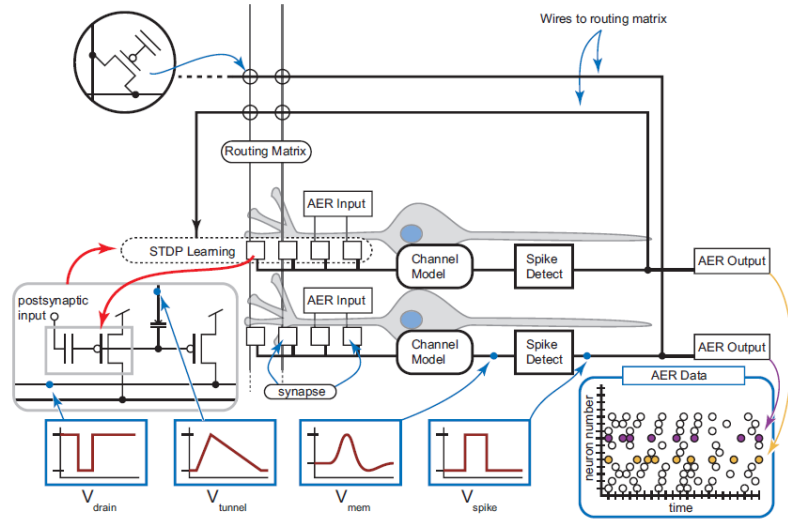 Wires to routing matrix
Routing Matrix
AER Input
STDP Learning
Channel
Model
Spike
Detect
AER Output
postsynaptic
input
AER Input
Channel
Model
Spike
Detect
AER Output
synapse
AER Data
neuron number
time
V drain
V tunnel
V mem
V spike